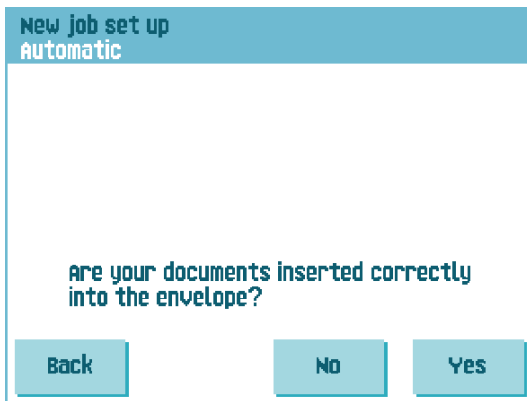 New job set up
Automatic
Are your documents inserted correctly
into the envelope?
Back
No
Yes